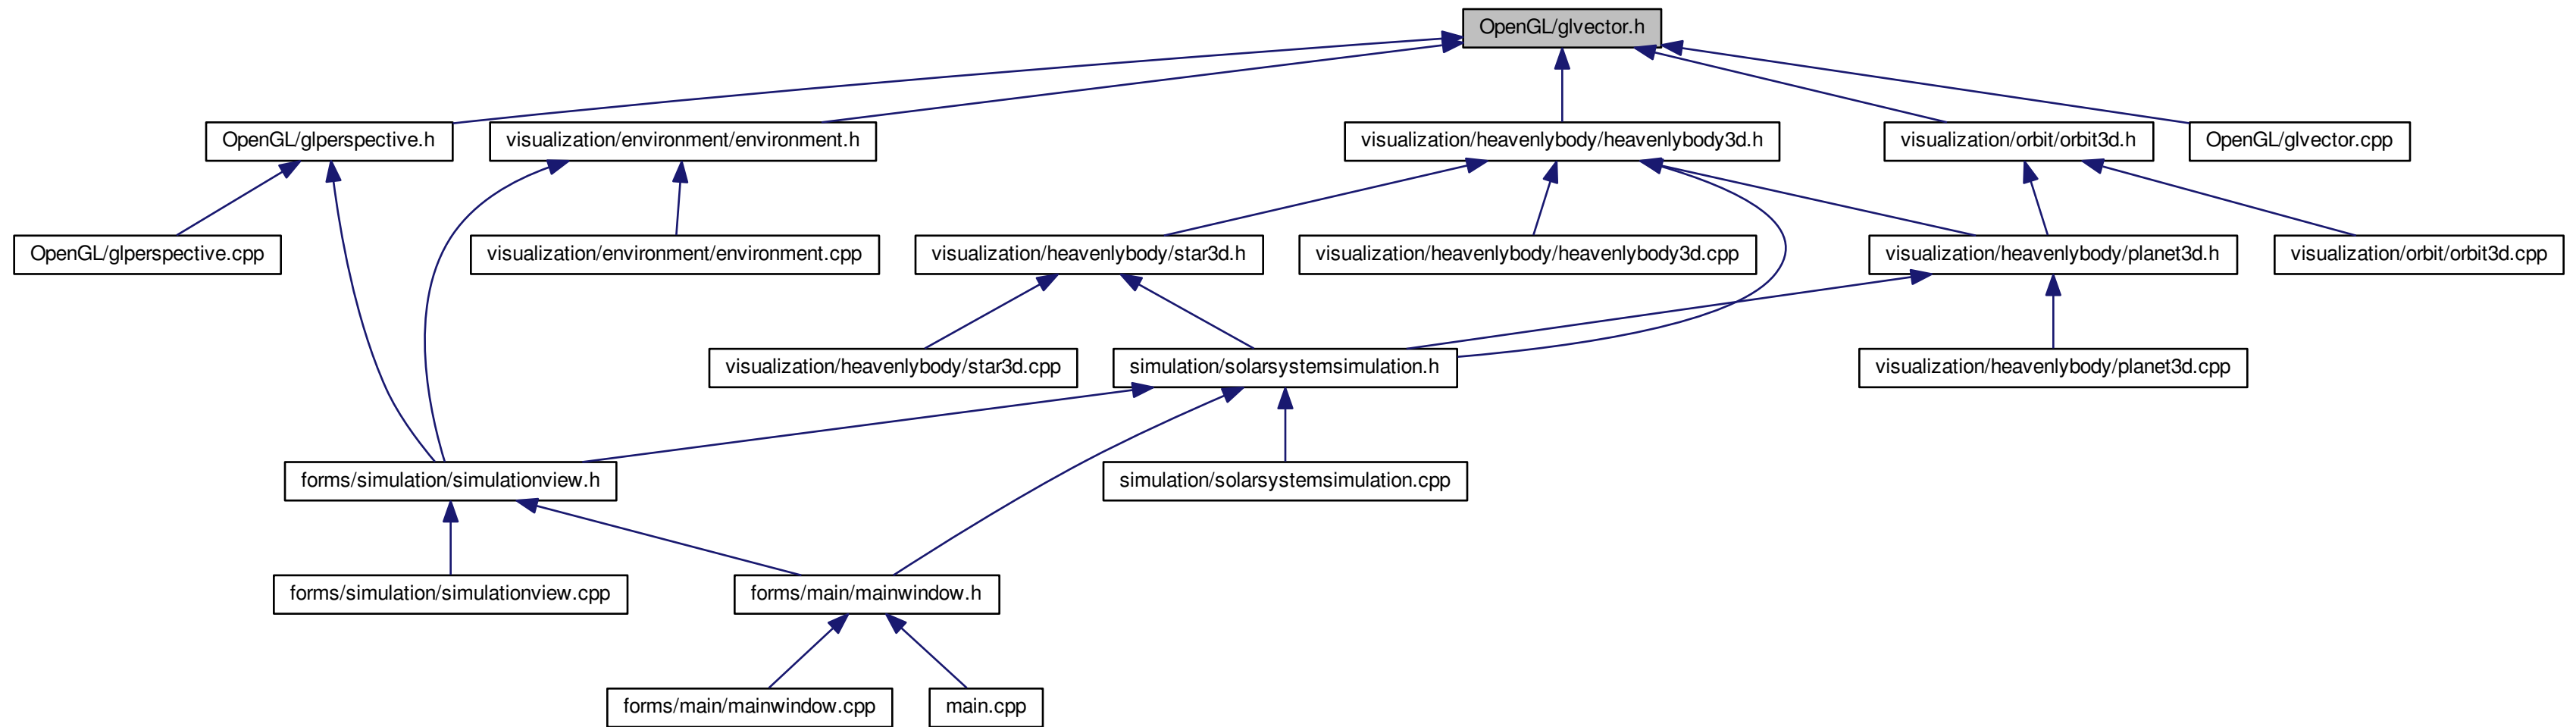 OpenGL/glvector.h
OpenGL/glperspective.h
visualization/environment/environment.h
visualization/heavenlybody/heavenlybody3d.h
visualization/orbit/orbit3d.h
OpenGL/glvector.cpp
OpenGL/glperspective.cpp
visualization/environment/environment.cpp
visualization/heavenlybody/star3d.h
visualization/heavenlybody/heavenlybody3d.cpp
visualization/heavenlybody/planet3d.h
visualization/orbit/orbit3d.cpp
visualization/heavenlybody/star3d.cpp
simulation/solarsystemsimulation.h
visualization/heavenlybody/planet3d.cpp
forms/simulation/simulationview.h
simulation/solarsystemsimulation.cpp
forms/simulation/simulationview.cpp
forms/main/mainwindow.h
forms/main/mainwindow.cpp
main.cpp